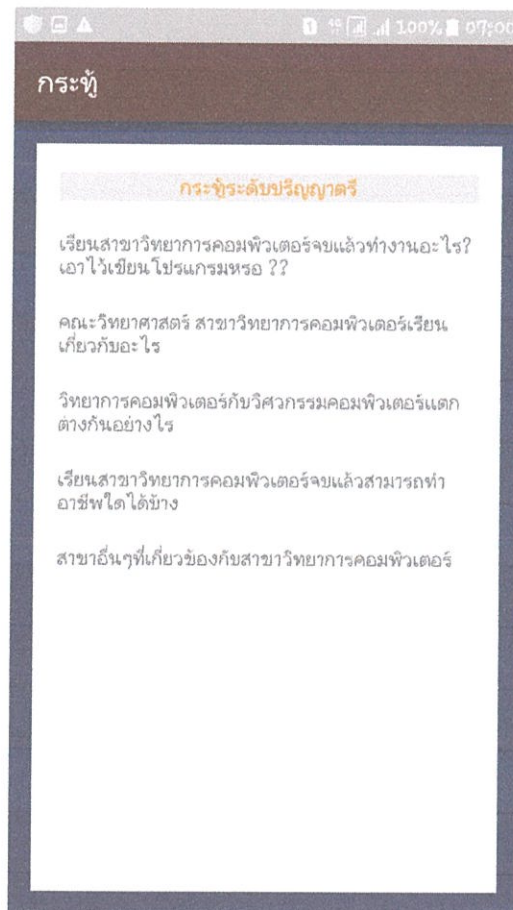 1 4G 100% 07:00
กระทู้
กระทู้ระดับปริญญาตรี
เรียนสาขาวิทยาการคอมพิวเตอร์จบแล้วทำงานอะไร?
เอาไว้เขียนโปรแกรมหรอ ??
คณะวิทยาศาสตร์ สาขาวิทยาการคอมพิวเตอร์เรียน
เกี่ยวกับอะไร
วิทยาการคอมพิวเตอร์กับวิศวกรรมคอมพิวเตอร์แตก
ต่างกันอย่างไร
เรียนสาขาวิทยาการคอมพิวเตอร์จบแล้วสามารถทำ
อาชีพใดได้บ้าง
สาขาอื่นๆที่เกี่ยวข้องกับสาขาวิทยาการคอมพิวเตอร์